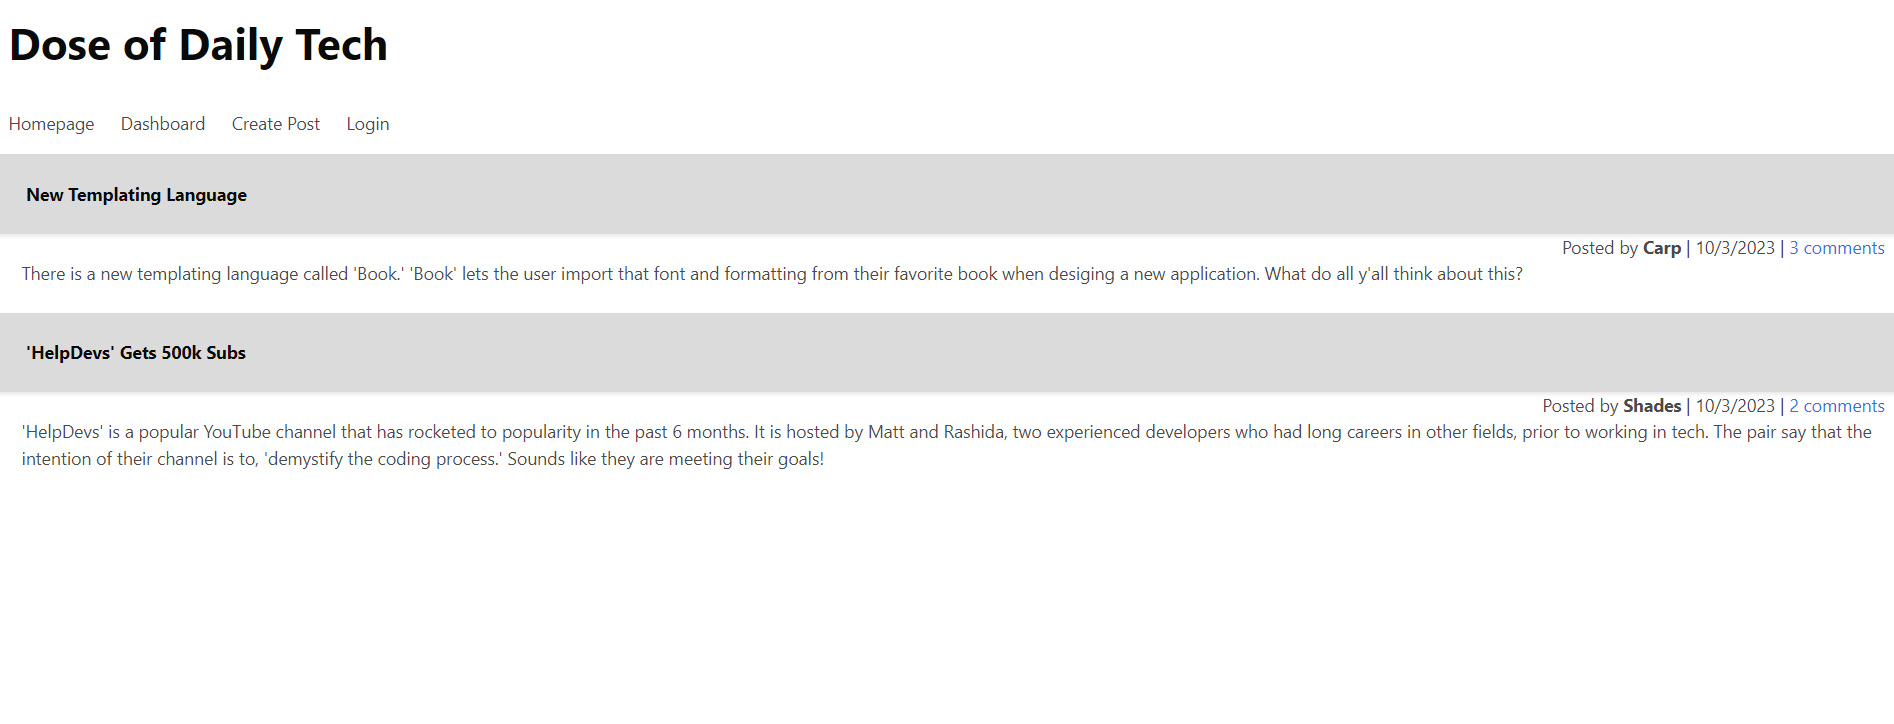 Dose of Daily Tech
Homepage Dashboard Create Post Login
New Templating Language
Posted by Carp | 10/3/2023 | 3 comments
There is a new templating language called 'Book.' 'Book' lets the user import that font and formatting from their favorite book when desiging a new application. What do all y'all think about this?
'HelpDevs' Gets 500k Subs
Posted by Shades | 10/3/2023 | 2 comments
'HelpDevs' is a popular YouTube channel that has rocketed to popularity in the past 6 months. It is hosted by Matt and Rashida, two experienced developers who had long careers in other fields, prior to working in tech. The pair say that the
intention of their channel is to, 'demystify the coding process.' Sounds like they are meeting their goals!